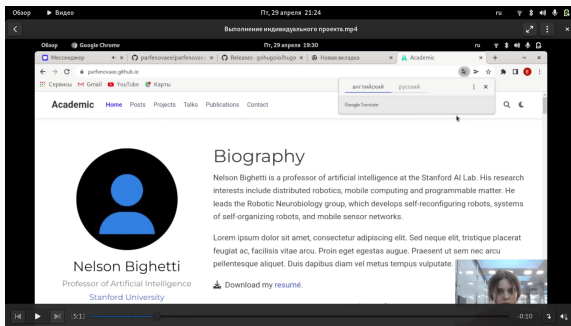 Обзор Видео Пт, 29 апреля 21:24 ru
Выполнение индивидуального проекта.mp4
Обзор Google Chrome Пт, 29 апреля 19:30 ru
Мессенджер parfenovaee/parfenovaee Releases · gohugoio/hugo Новая вкладка Academic
parfenovaee.github.io
Сервисы Gmail YouTube Карты
английский русский
Google Translate
Academic Home Posts Projects Talks Publications Contact
Biography
Nelson Bighetti is a professor of artificial intelligence at the Stanford AI Lab. His research
interests include distributed robotics, mobile computing and programmable matter. He
leads the Robotic Neurobiology group, which develops self-reconfiguring robots, systems
of self-organizing robots, and mobile sensor networks.
Lorem ipsum dolor sit amet, consectetur adipiscing elit. Sed neque elit, tristique placerat
feugiat ac, facilisis vitae arcu. Proin eget egestas augue. Praesent ut sem nec arcu
pellentesque aliquet. Duis dapibus diam vel metus tempus vulputate.
Download my resumé.
Nelson Bighetti
Professor of Artificial Intelligence
Stanford University
-0:10